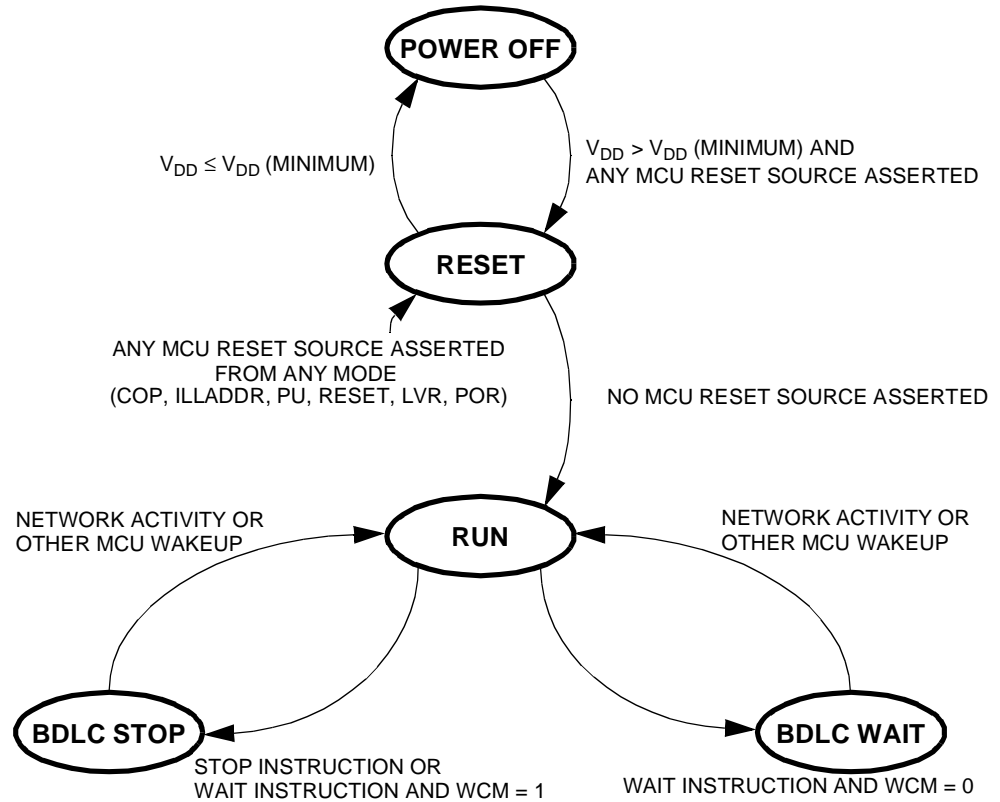 POWER OFF
V_DD ≤ V_DD (MINIMUM)
V_DD > V_DD (MINIMUM) AND
ANY MCU RESET SOURCE ASSERTED
RESET
ANY MCU RESET SOURCE ASSERTED
FROM ANY MODE
(COP, ILLADDR, PU, RESET, LVR, POR)
NO MCU RESET SOURCE ASSERTED
NETWORK ACTIVITY OR
OTHER MCU WAKEUP
RUN
NETWORK ACTIVITY OR
OTHER MCU WAKEUP
BDLC STOP
BDLC WAIT
STOP INSTRUCTION OR
WAIT INSTRUCTION AND WCM = 1
WAIT INSTRUCTION AND WCM = 0